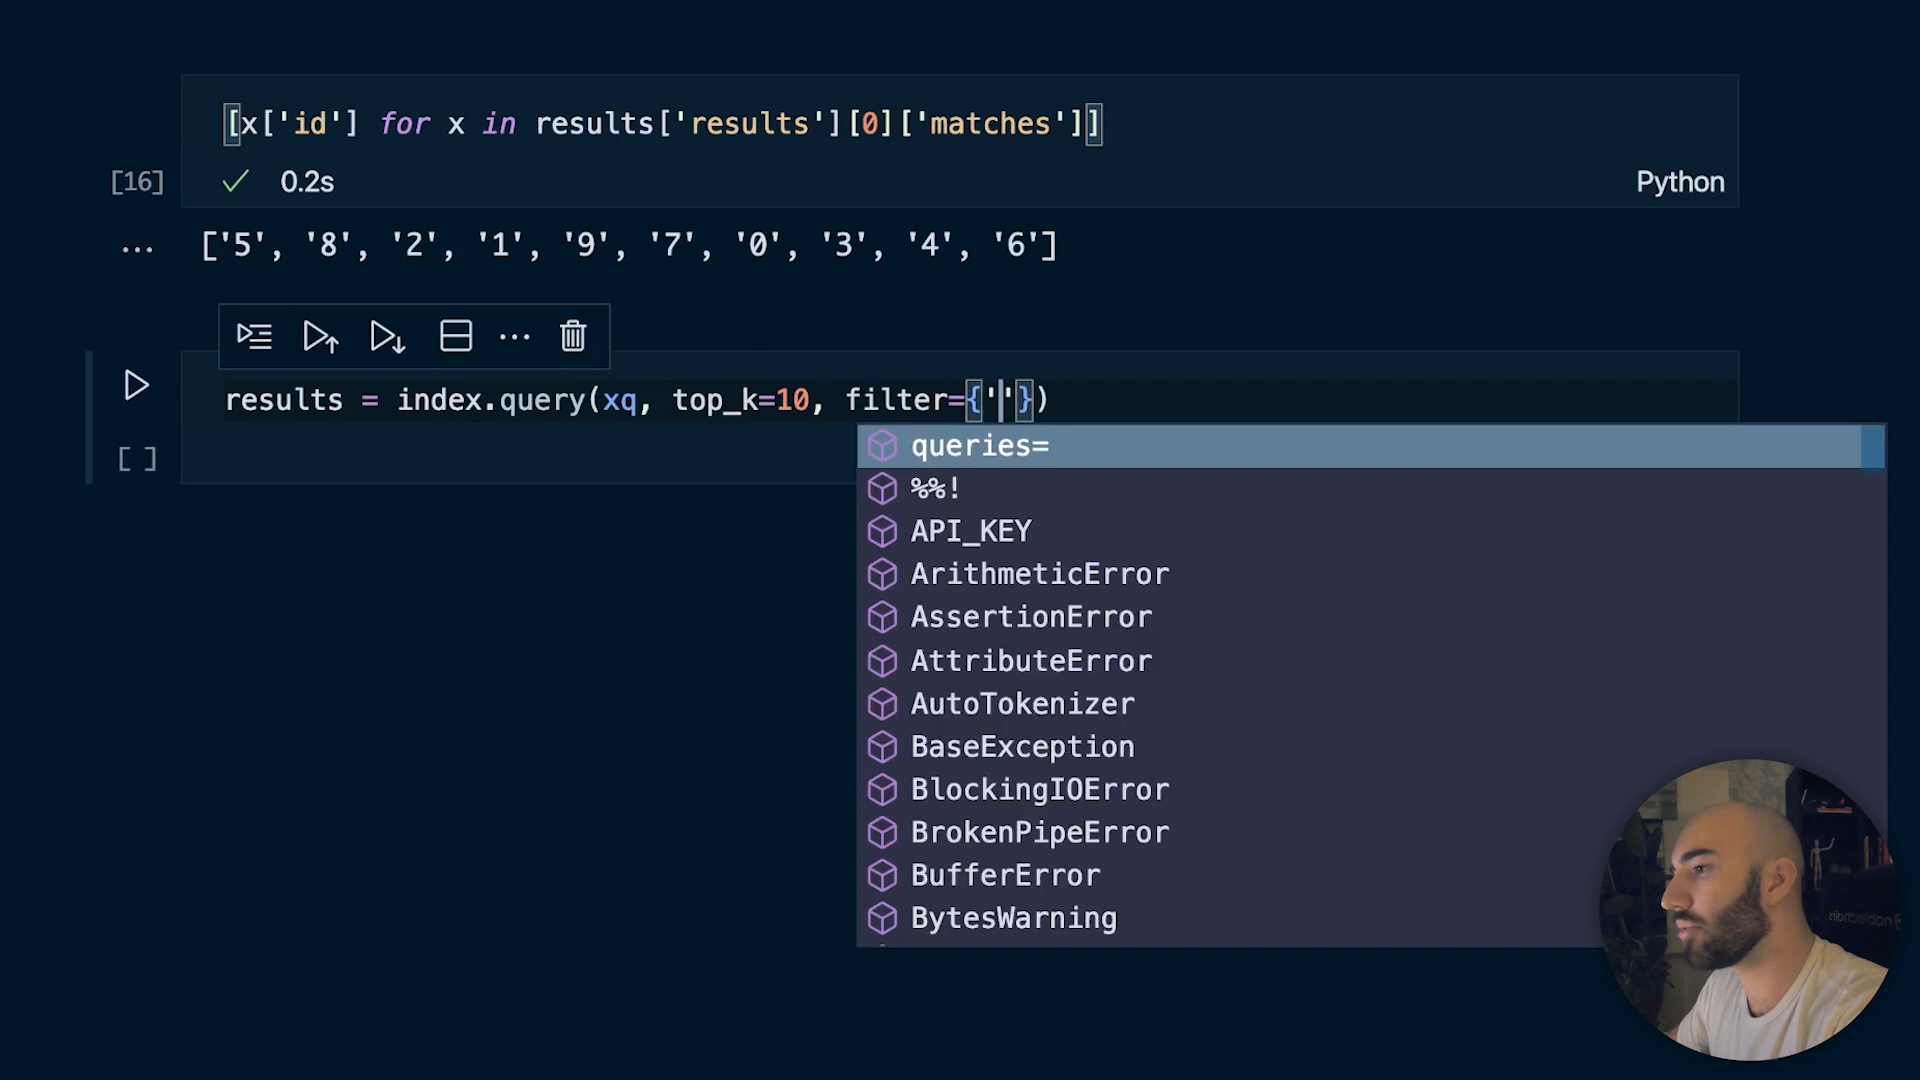 [x['id'] for x in results['results'][0]['matches']]
[16]
0.2s
Python
... ['5', '8', '2', '1', '9', '7', '0', '3', '4', '6']
results = index.query(xq, top_k=10, filter={''})
[ ]
queries=
%%!
API_KEY
ArithmeticError
AssertionError
AttributeError
AutoTokenizer
BaseException
BlockingIOError
BrokenPipeError
BufferError
BytesWarning